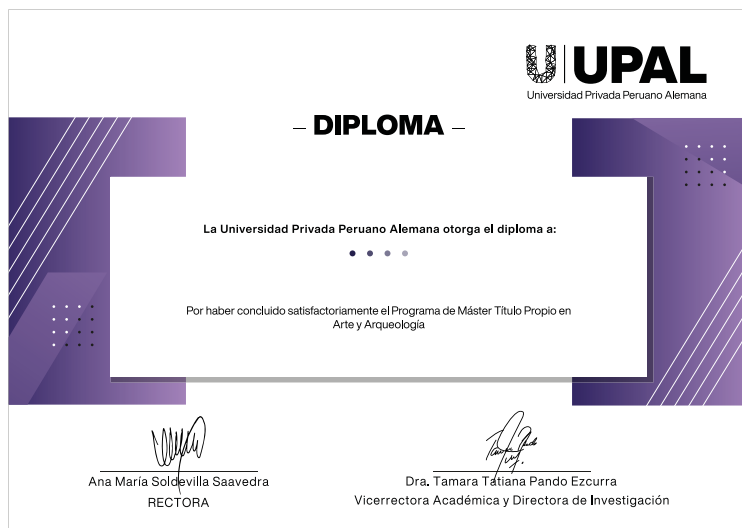 UPAL
Universidad Privada Peruano Alemana
– DIPLOMA –
La Universidad Privada Peruano Alemana otorga el diploma a:
Por haber concluido satisfactoriamente el Programa de Máster Título Propio en
Arte y Arqueología
Ana María Soldevilla Saavedra
RECTORA
Dra. Tamara Tatiana Pando Ezcurra
Vicerrectora Académica y Directora de Investigación